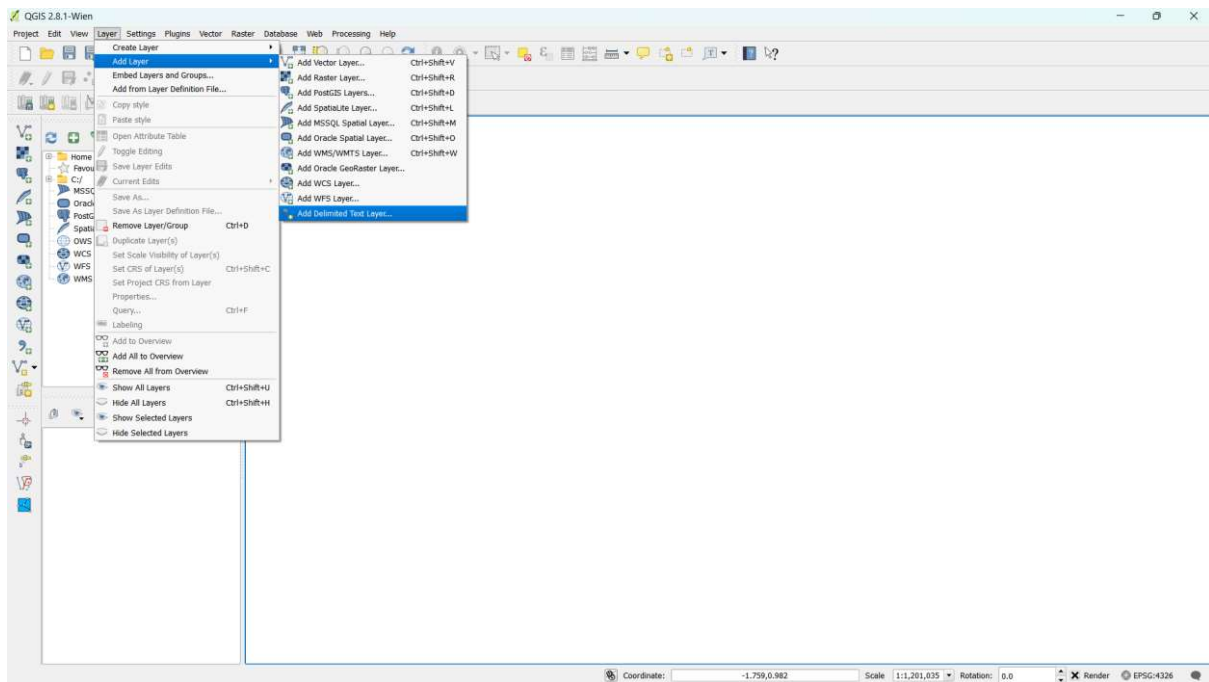 QGIS 2.8.1-Wien
Project Edit View Layer Settings Plugins Vector Raster Database Web Processing Help
Create Layer
Add Layer
Embed Layers and Groups...
Add from Layer Definition File...
Copy style
Paste style
Open Attribute Table
Toggle Editing
Save Layer Edits
Current Edits
Save As...
Save As Layer Definition File...
Remove Layer/Group Ctrl+D
Duplicate Layer(s)
Set Scale Visibility of Layer(s)
Set CRS of Layer(s) Ctrl+Shift+C
Set Project CRS from Layer
Properties...
Query... Ctrl+F
Labeling
Add to Overview
Add All to Overview
Remove All from Overview
Show All Layers Ctrl+Shift+U
Hide All Layers Ctrl+Shift+H
Show Selected Layers
Hide Selected Layers
Add Vector Layer... Ctrl+Shift+V
Add Raster Layer... Ctrl+Shift+R
Add PostGIS Layers... Ctrl+Shift+D
Add SpatiaLite Layer... Ctrl+Shift+L
Add MSSQL Spatial Layer... Ctrl+Shift+M
Add Oracle Spatial Layer... Ctrl+Shift+O
Add WMS/WMTS Layer... Ctrl+Shift+W
Add Oracle GeoRaster Layer...
Add WCS Layer...
Add WFS Layer...
Add Delimited Text Layer...
Home
Favou
C:/
MSSQ
Oracl
PostG
Spatia
OWS
WCS
WFS
WMS
Coordinate: -1.759,0.982 Scale 1:1,201,035 Rotation: 0.0 Render EPSG:4326